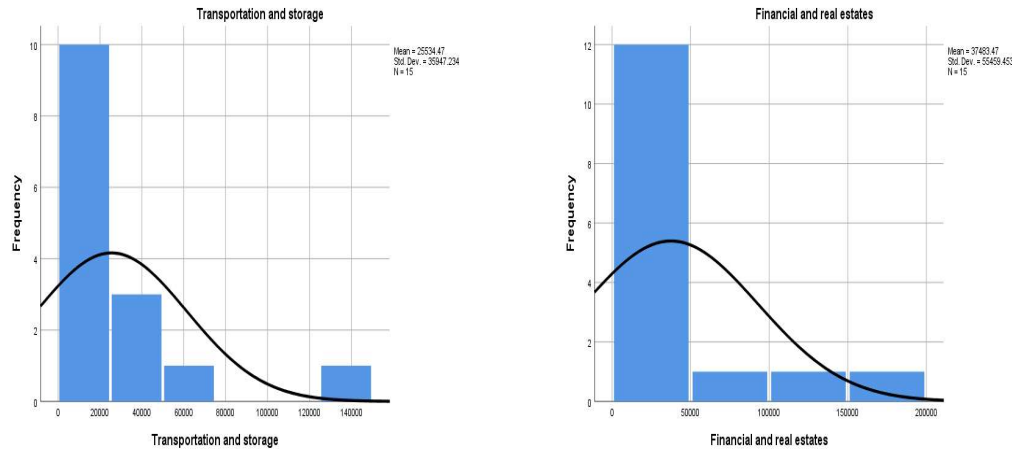 Transportation and storage
Mean = 25534.47
Std. Dev. = 35947.234
N = 15
Frequency
10
8
6
4
2
0
0 20000 40000 60000 80000 100000 120000 140000
Transportation and storage
Financial and real estates
Mean = 37483.47
Std. Dev. = 55459.453
N = 15
Frequency
12
10
8
6
4
2
0
0 50000 100000 150000 200000
Financial and real estates